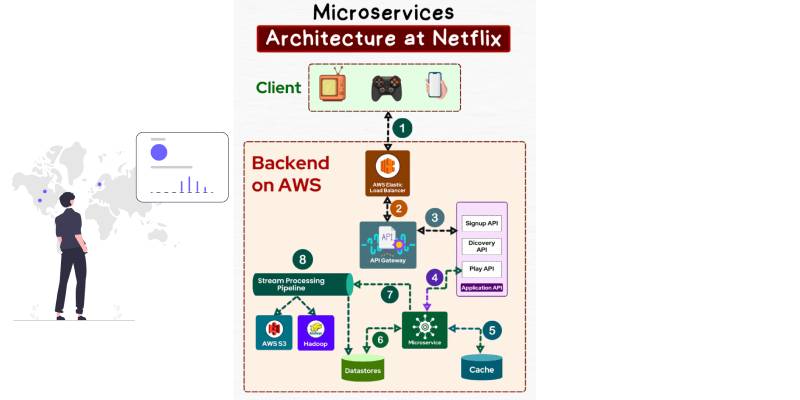 Microservices
Architecture at Netflix
Client
1
Backend
on AWS
AWS Elastic
Load Balancer
2
3
API
API Gateway
Signup API
Dicovery
API
Play API
Application API
4
8
Stream Processing
Pipeline
7
AWS S3
Hadoop
6
Microservice
5
Datastores
Cache